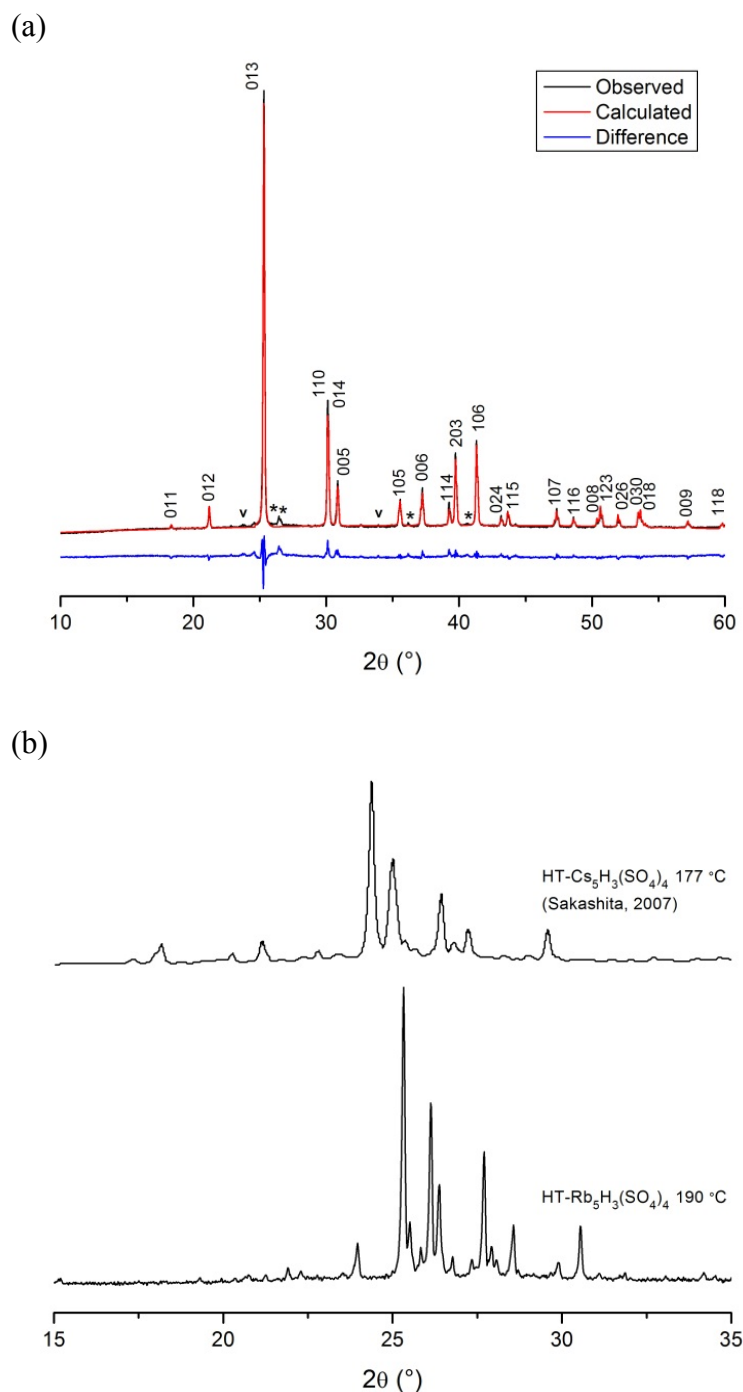 (a)
013
Observed
Calculated
Difference
110
014
106
203
005
006
012
105
114
107
123
030
011
v
*
*
v
*
024
115
*
116
008
026
018
009
118
10 20 30 40 50 60
2θ (°)
(b)
HT-Cs₅H₃(SO₄)₄ 177 °C
(Sakashita, 2007)
HT-Rb₅H₃(SO₄)₄ 190 °C
15 20 25 30 35
2θ (°)